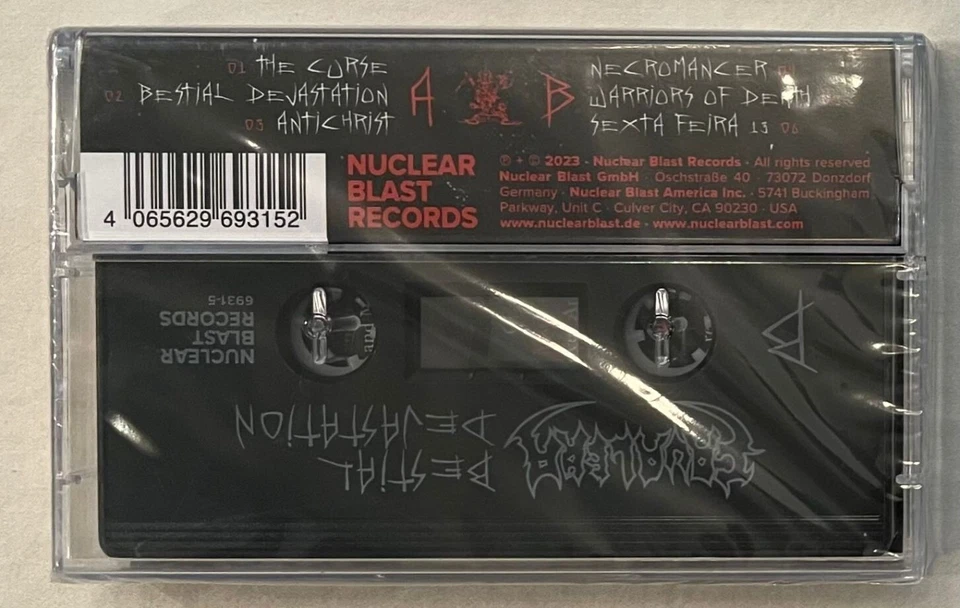 01 THE CURSE
02 BESTIAL DEVASTATION
03 ANTICHRIST
A
B
NECROMANCER 04
WARRIORS OF DEATH
SEXTA FEIRA 13 06
4 065629 693152
NUCLEAR
BLAST
RECORDS
℗ + © 2023 · Nuclear Blast Records · All rights reserved
Nuclear Blast GmbH · Oschstraße 40 · 73072 Donzdorf
Germany · Nuclear Blast America Inc. · 5741 Buckingham
Parkway, Unit C · Culver City, CA 90230 · USA
www.nuclearblast.de · www.nuclearblast.com
A
CAVALERA
BESTIAL
DEVASTATION
NUCLEAR
BLAST
RECORDS
6931-5